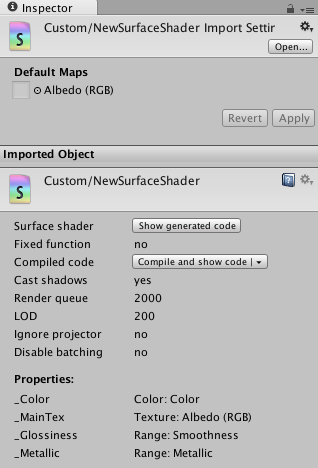 Inspector
Custom/NewSurfaceShader Import Settir
Open...
Default Maps
Albedo (RGB)
Revert Apply
Imported Object
Custom/NewSurfaceShader
Surface shader Show generated code
Fixed function no
Compiled code Compile and show code
Cast shadows yes
Render queue 2000
LOD 200
Ignore projector no
Disable batching no
Properties:
_Color Color: Color
_MainTex Texture: Albedo (RGB)
_Glossiness Range: Smoothness
_Metallic Range: Metallic